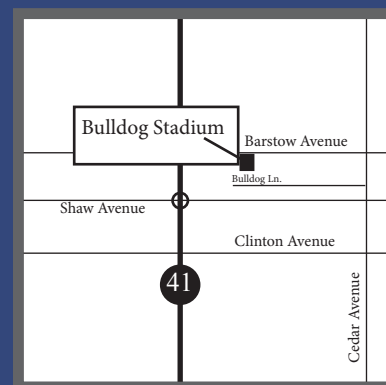 Bulldog Stadium
Barstow Avenue
Bulldog Ln.
Shaw Avenue
Clinton Avenue
41
Cedar Avenue